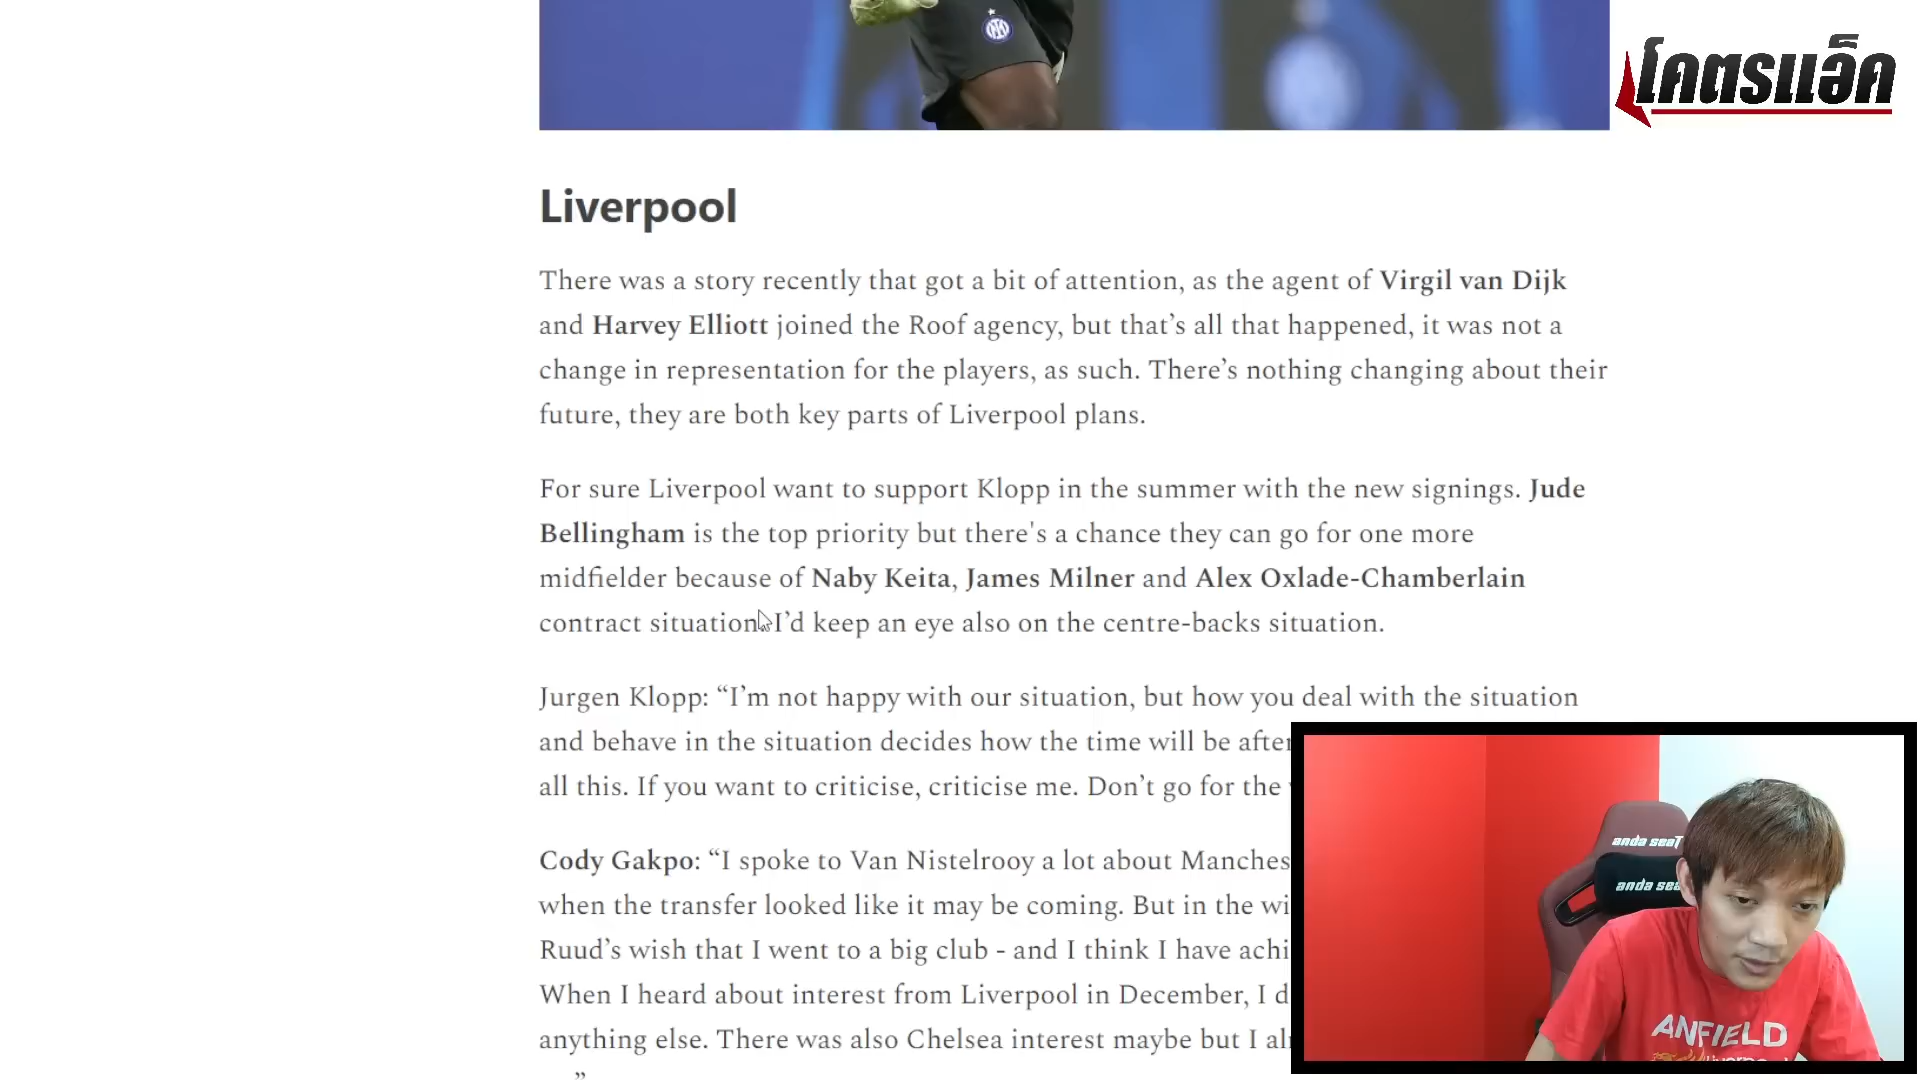 โคตรแอ็ค
Liverpool
There was a story recently that got a bit of attention, as the agent of Virgil van Dijk
and Harvey Elliott joined the Roof agency, but that’s all that happened, it was not a
change in representation for the players, as such. There’s nothing changing about their
future, they are both key parts of Liverpool plans.
For sure Liverpool want to support Klopp in the summer with the new signings. Jude
Bellingham is the top priority but there's a chance they can go for one more
midfielder because of Naby Keita, James Milner and Alex Oxlade-Chamberlain
contract situation. I’d keep an eye also on the centre-backs situation.
Jurgen Klopp: “I’m not happy with our situation, but how you deal with the situation
and behave in the situation decides how the time will be after
all this. If you want to criticise, criticise me. Don’t go for the
Cody Gakpo: “I spoke to Van Nistelrooy a lot about Manches
when the transfer looked like it may be coming. But in the wi
Ruud’s wish that I went to a big club - and I think I have achi
When I heard about interest from Liverpool in December, I d
anything else. There was also Chelsea interest maybe but I al
”
anda seaT
anda sea
ANFIELD